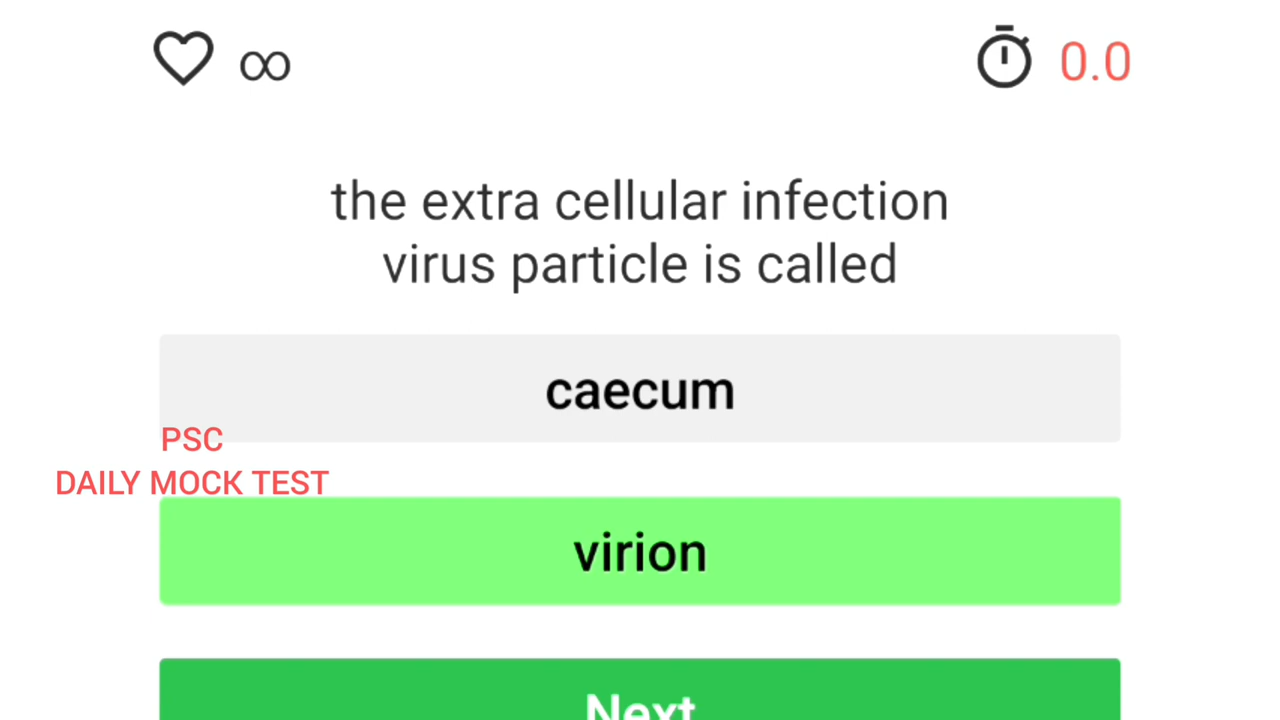 ∞
0.0
the extra cellular infection
virus particle is called
caecum
PSC
DAILY MOCK TEST
virion
Next